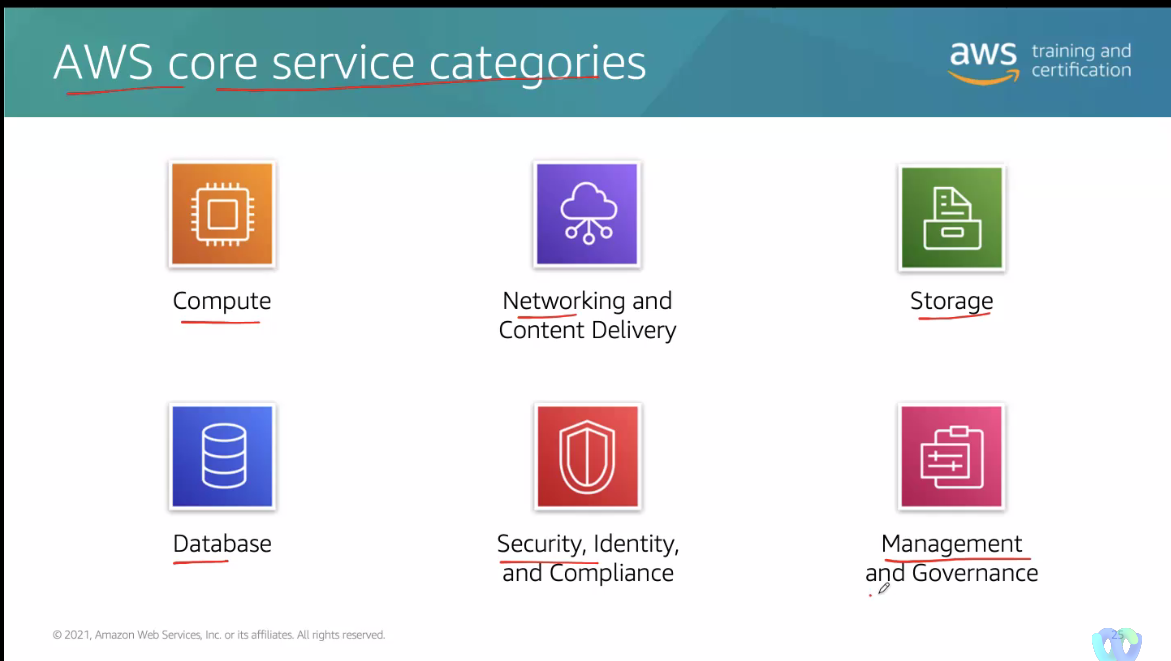 AWS core service categories
aws training and
certification
Compute
Networking and
Content Delivery
Storage
Database
Security, Identity,
and Compliance
Management
and Governance
© 2021, Amazon Web Services, Inc. or its affiliates. All rights reserved.
25